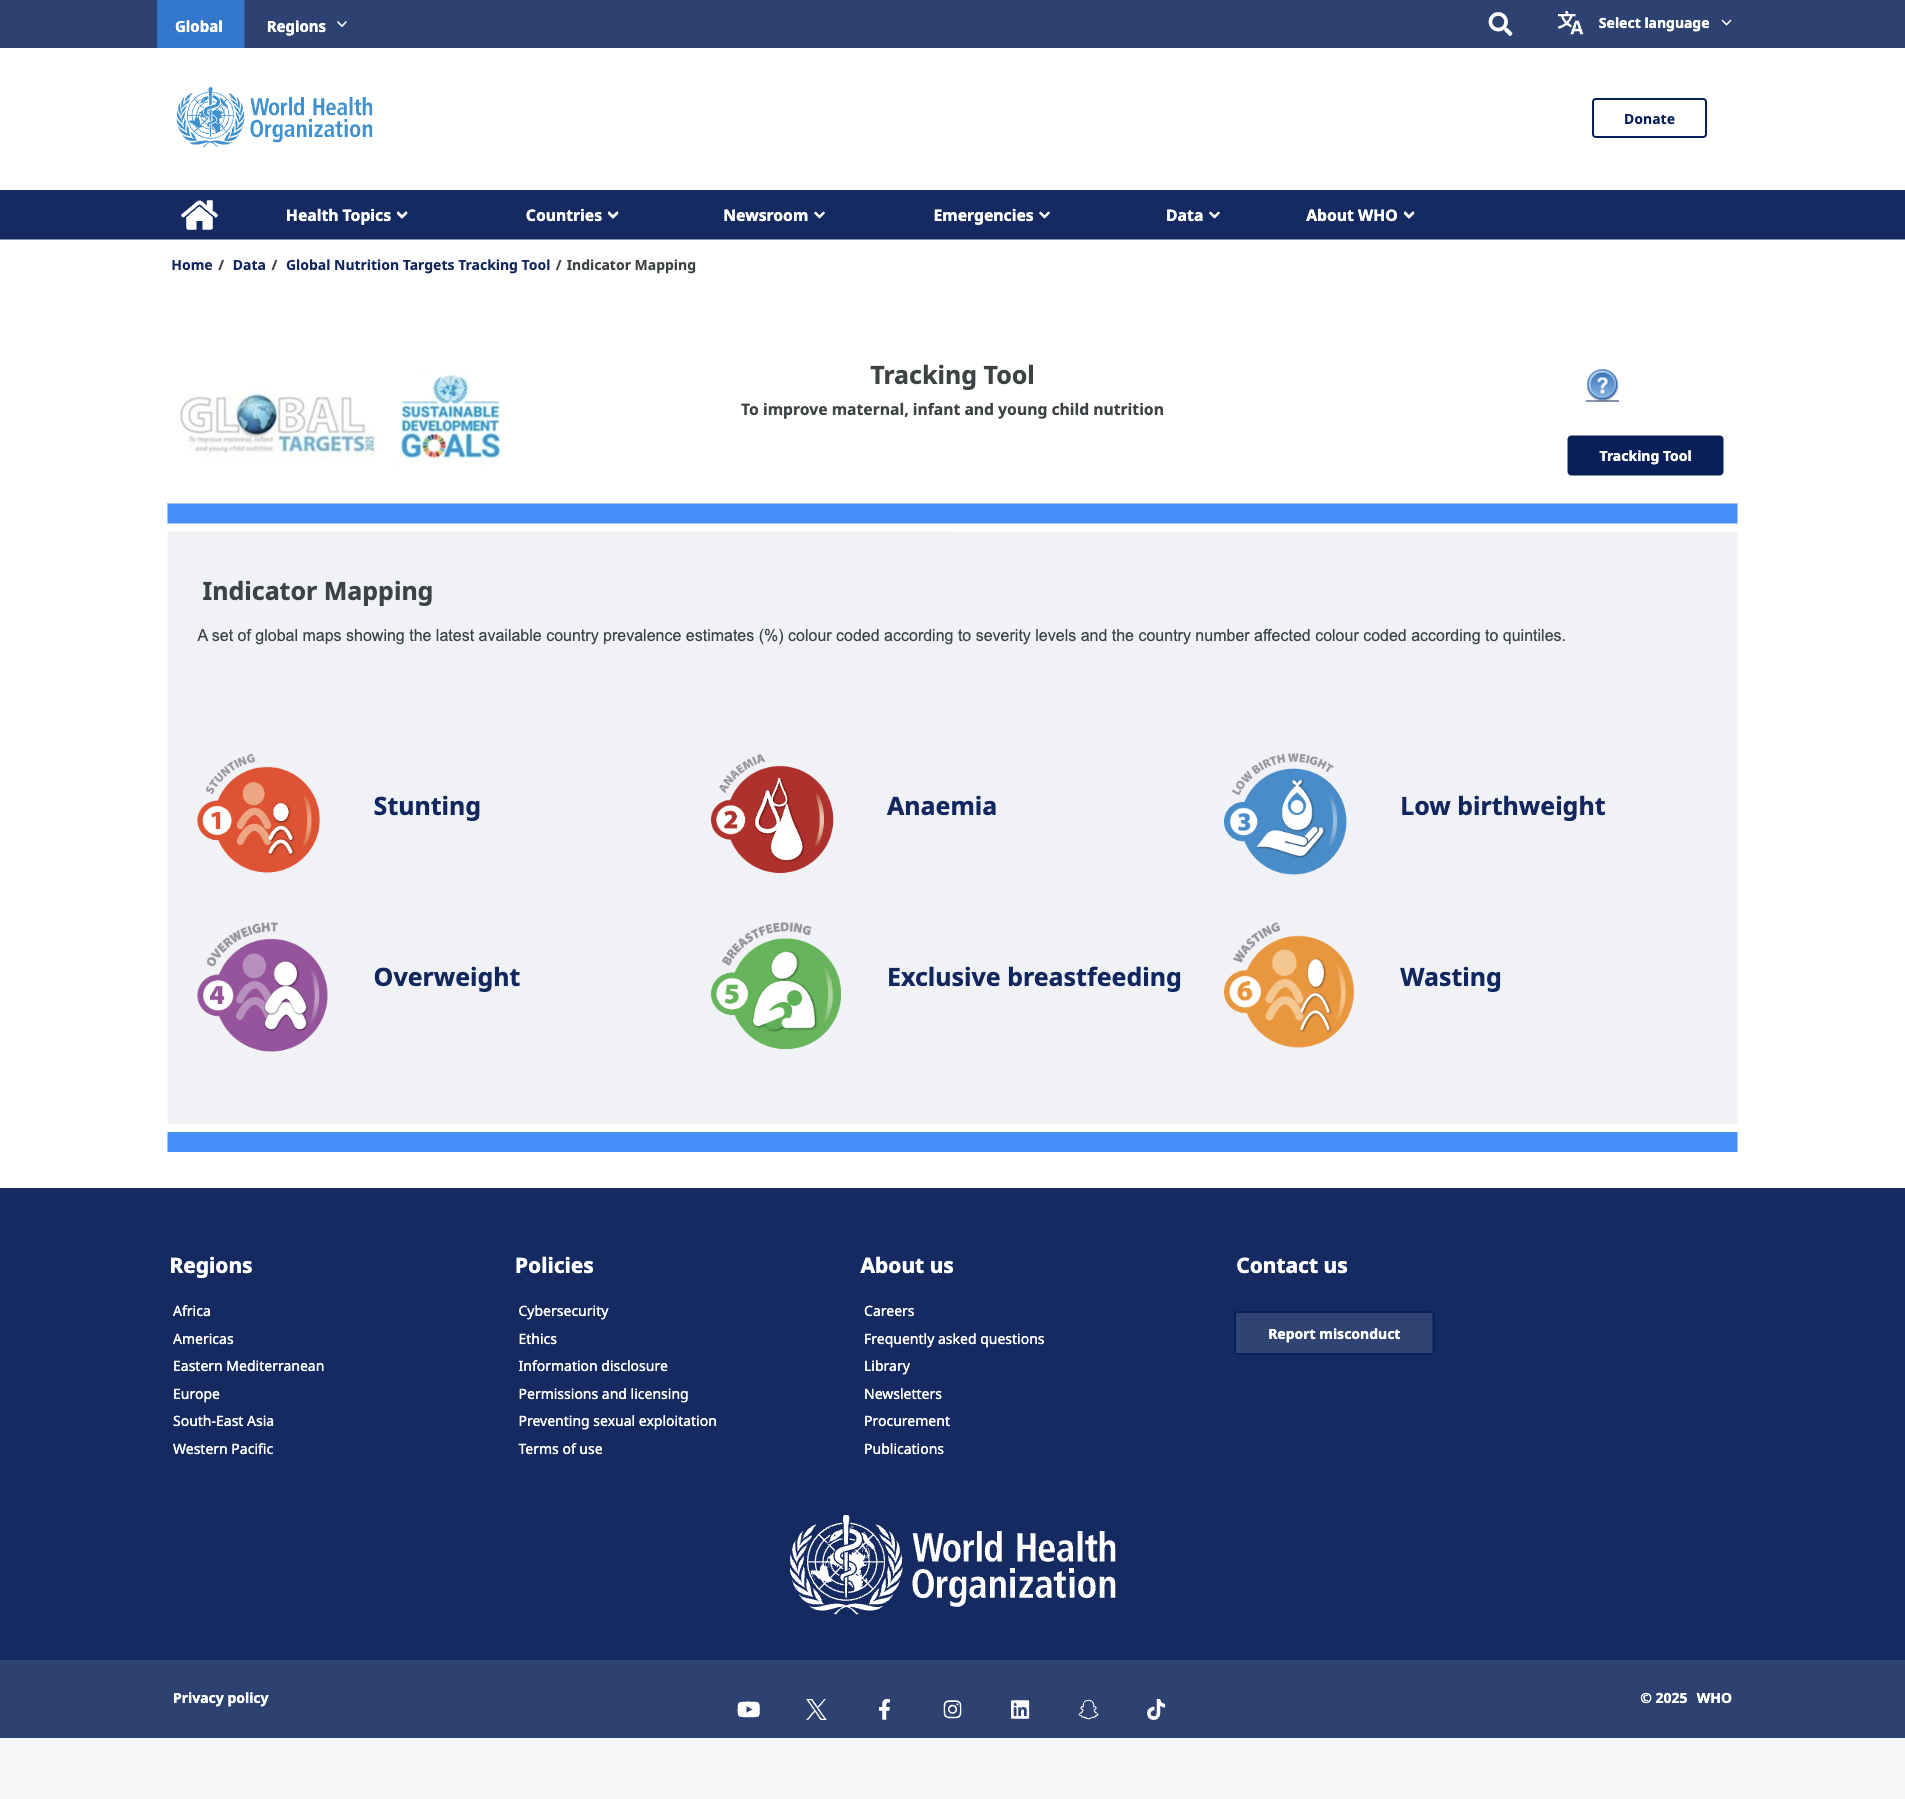 Global
Regions
Select language
World Health
Organization
Donate
Health Topics
Countries
Newsroom
Emergencies
Data
About WHO
Home / Data / Global Nutrition Targets Tracking Tool / Indicator Mapping
GLOBAL
To improve maternal, infant
and young child nutrition
TARGETS 2025
SUSTAINABLE
DEVELOPMENT
GOALS
Tracking Tool
To improve maternal, infant and young child nutrition
?
Tracking Tool
Indicator Mapping
A set of global maps showing the latest available country prevalence estimates (%) colour coded according to severity levels and the country number affected colour coded according to quintiles.
STUNTING
1
Stunting
ANAEMIA
2
Anaemia
LOW BIRTH WEIGHT
3
Low birthweight
OVERWEIGHT
4
Overweight
BREASTFEEDING
5
Exclusive breastfeeding
WASTING
6
Wasting
Regions
Africa
Americas
Eastern Mediterranean
Europe
South-East Asia
Western Pacific
Policies
Cybersecurity
Ethics
Information disclosure
Permissions and licensing
Preventing sexual exploitation
Terms of use
About us
Careers
Frequently asked questions
Library
Newsletters
Procurement
Publications
Contact us
Report misconduct
World Health
Organization
Privacy policy
© 2025 WHO